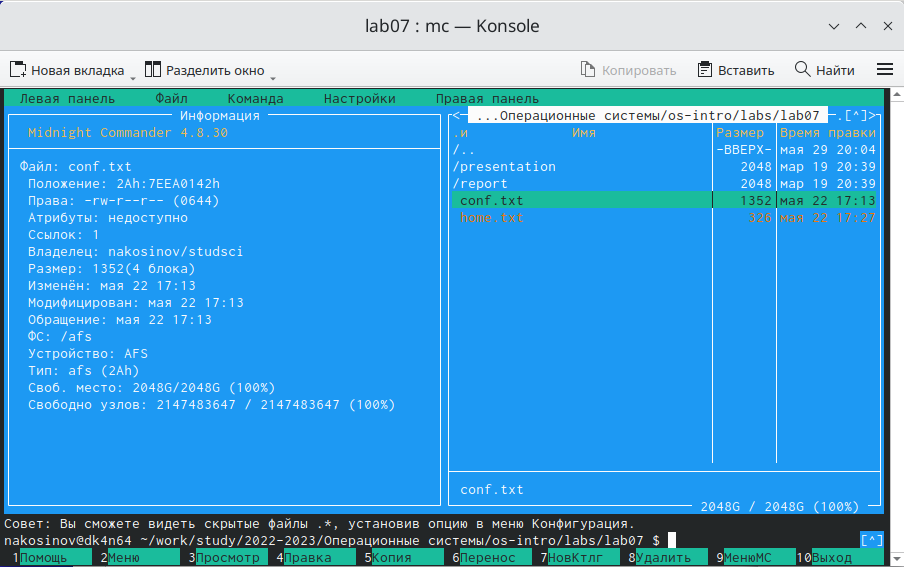 lab07 : mc — Konsole
Новая вкладка Разделить окно Копировать Вставить Найти
Левая панель Файл Команда Настройки Правая панель
Информация
Midnight Commander 4.8.30
Файл: conf.txt
Положение: 2Ah:7EEA0142h
Права: -rw-r--r-- (0644)
Атрибуты: недоступно
Ссылок: 1
Владелец: nakosinov/studsci
Размер: 1352(4 блока)
Изменён: мая 22 17:13
Модифицирован: мая 22 17:13
Обращение: мая 22 17:13
ФС: /afs
Устройство: AFS
Тип: afs (2Ah)
Своб. место: 2048G/2048G (100%)
Свободно узлов: 2147483647 / 2147483647 (100%)
<─ ...Операционные системы/os-intro/labs/lab07 ─.[^]>
.и Имя Размер Время правки
/.. -ВВЕРХ- мая 29 20:04
/presentation 2048 мар 19 20:39
/report 2048 мар 19 20:39
conf.txt 1352 мая 22 17:13
home.txt 326 мая 22 17:27
conf.txt
2048G / 2048G (100%)
Совет: Вы сможете видеть скрытые файлы .*, установив опцию в меню Конфигурация.
nakosinov@dk4n64 ~/work/study/2022-2023/Операционные системы/os-intro/labs/lab07 $ [^]
1Помощь 2Меню 3Просмотр 4Правка 5Копия 6Перенос 7НовКтлг 8Удалить 9МенюМС 10Выход